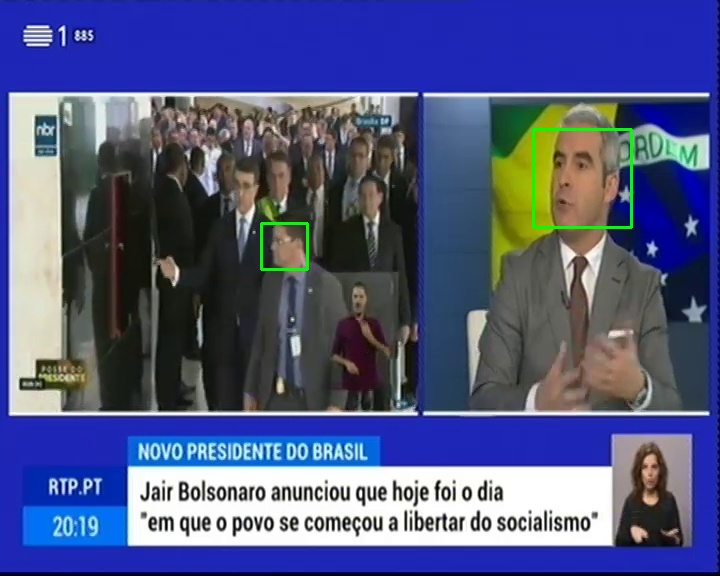 1 885
nbr
Brasília DF
ORDEM
POSSE DO
PRESIDENTE
NOVO PRESIDENTE DO BRASIL
RTP.PT
Jair Bolsonaro anunciou que hoje foi o dia
20:19
"em que o povo se começou a libertar do socialismo"